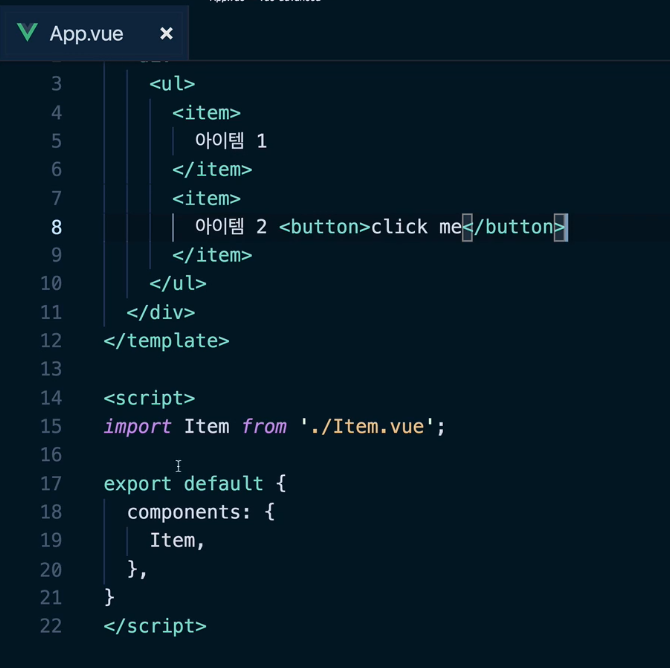 App.vue ×
3 <ul>
4 <item>
5 아이템 1
6 </item>
7 <item>
8 아이템 2 <button>click me</button>
9 </item>
10 </ul>
11 </div>
12 </template>
13
14 <script>
15 import Item from './Item.vue';
16
17 export default {
18 components: {
19 Item,
20 },
21 }
22 </script>